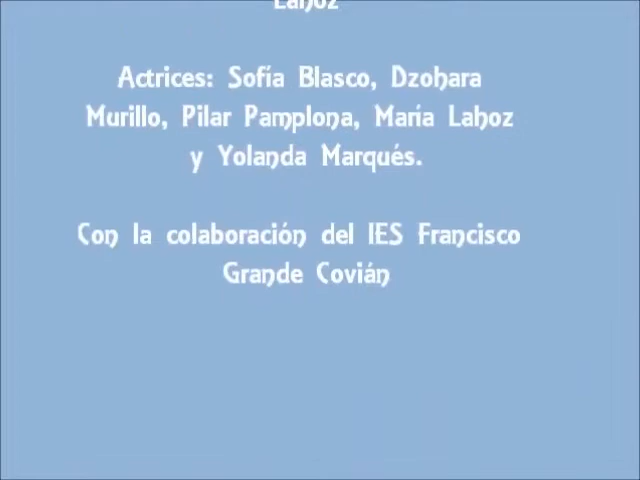 Lahoz
Actrices: Sofía Blasco, Dzohara
Murillo, Pilar Pamplona, María Lahoz
y Yolanda Marqués.
Con la colaboración del IES Francisco
Grande Covián